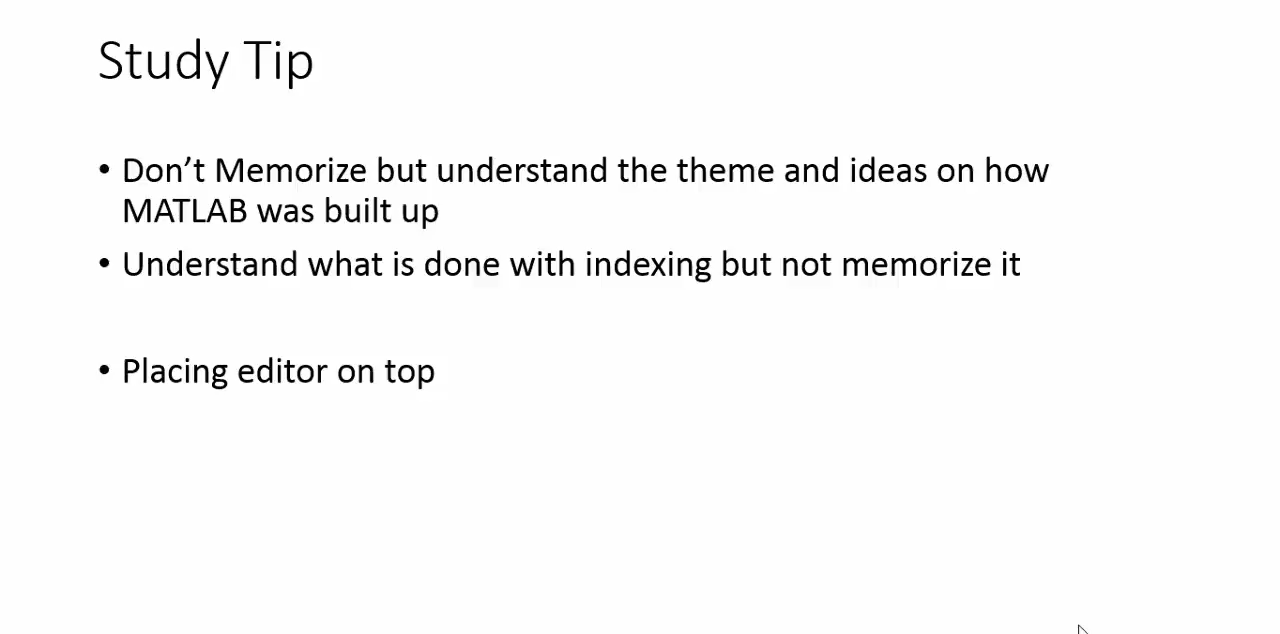 Study Tip
• Don’t Memorize but understand the theme and ideas on how
MATLAB was built up
• Understand what is done with indexing but not memorize it
• Placing editor on top